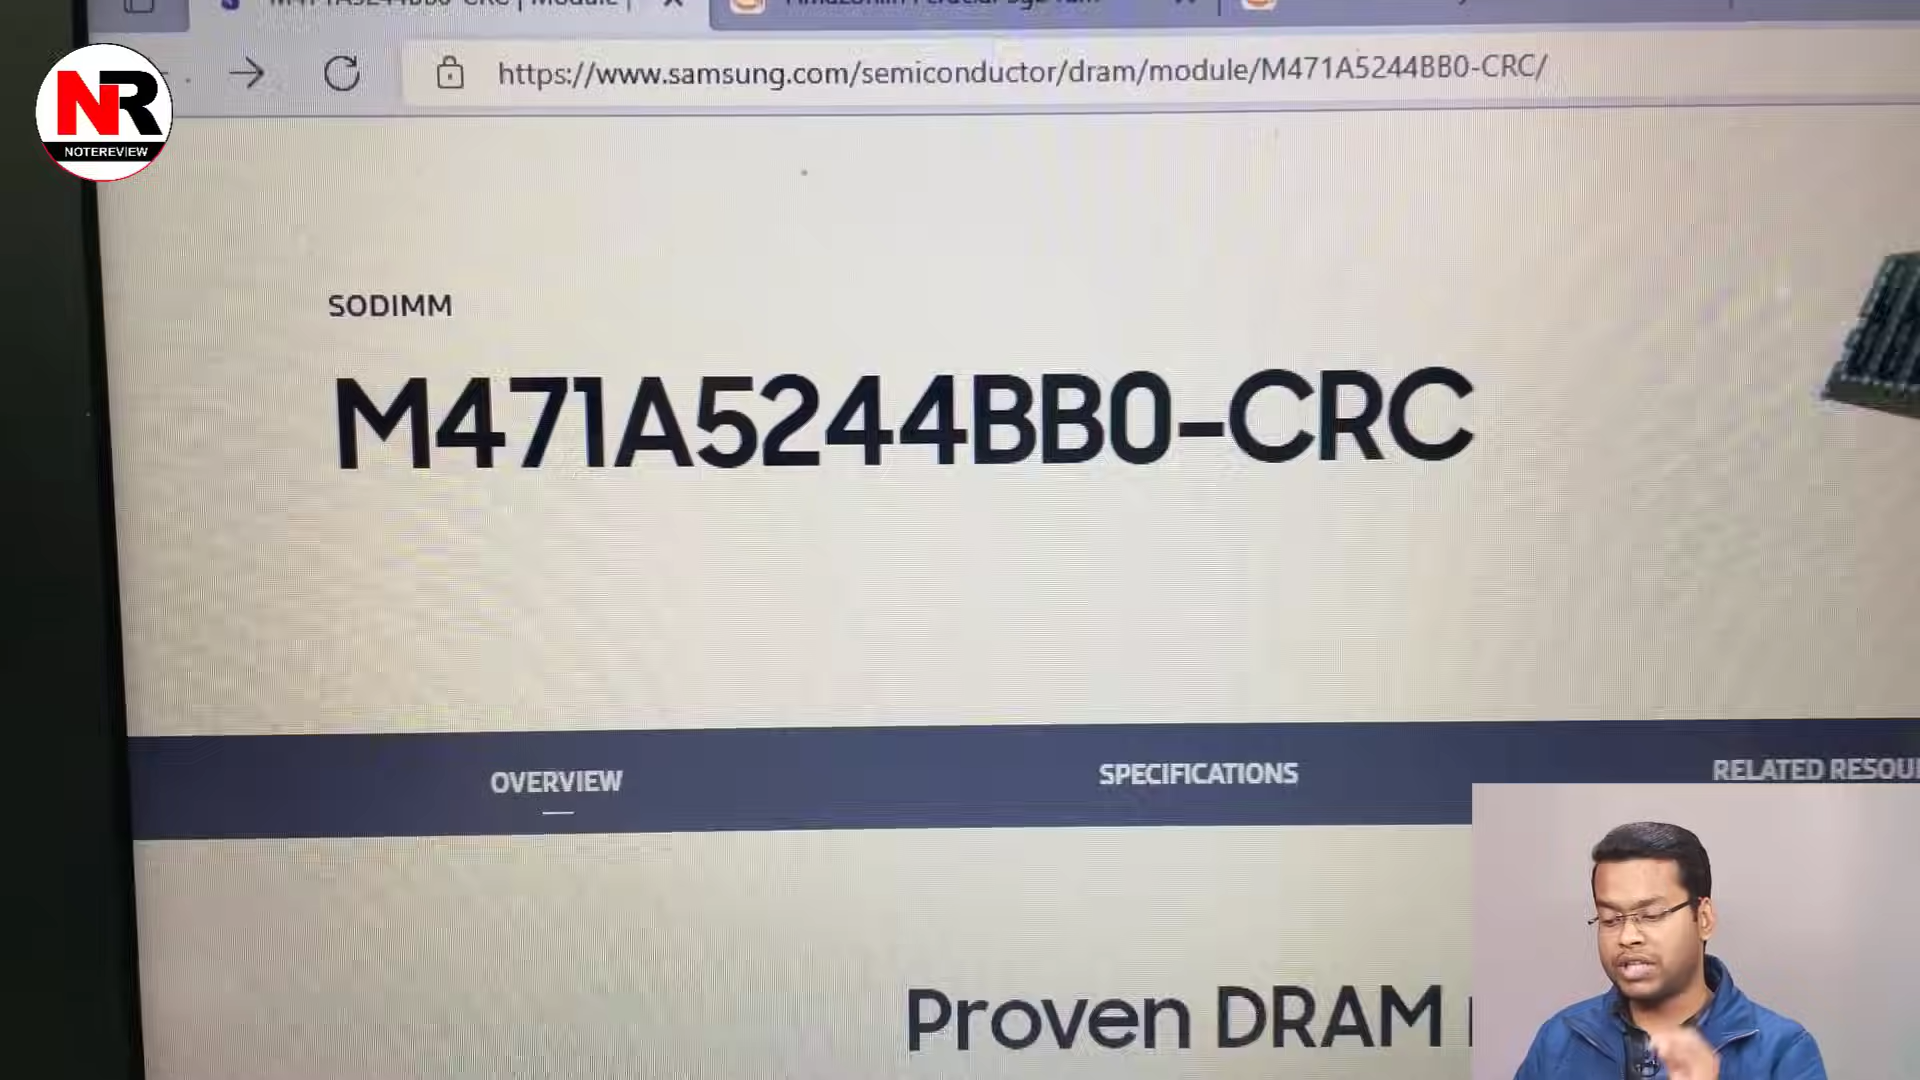 https://www.samsung.com/semiconductor/dram/module/M471A5244BB0-CRC/
NR
NOTEREVIEW
SODIMM
M471A5244BB0-CRC
OVERVIEW
SPECIFICATIONS
RELATED
Proven DRAM